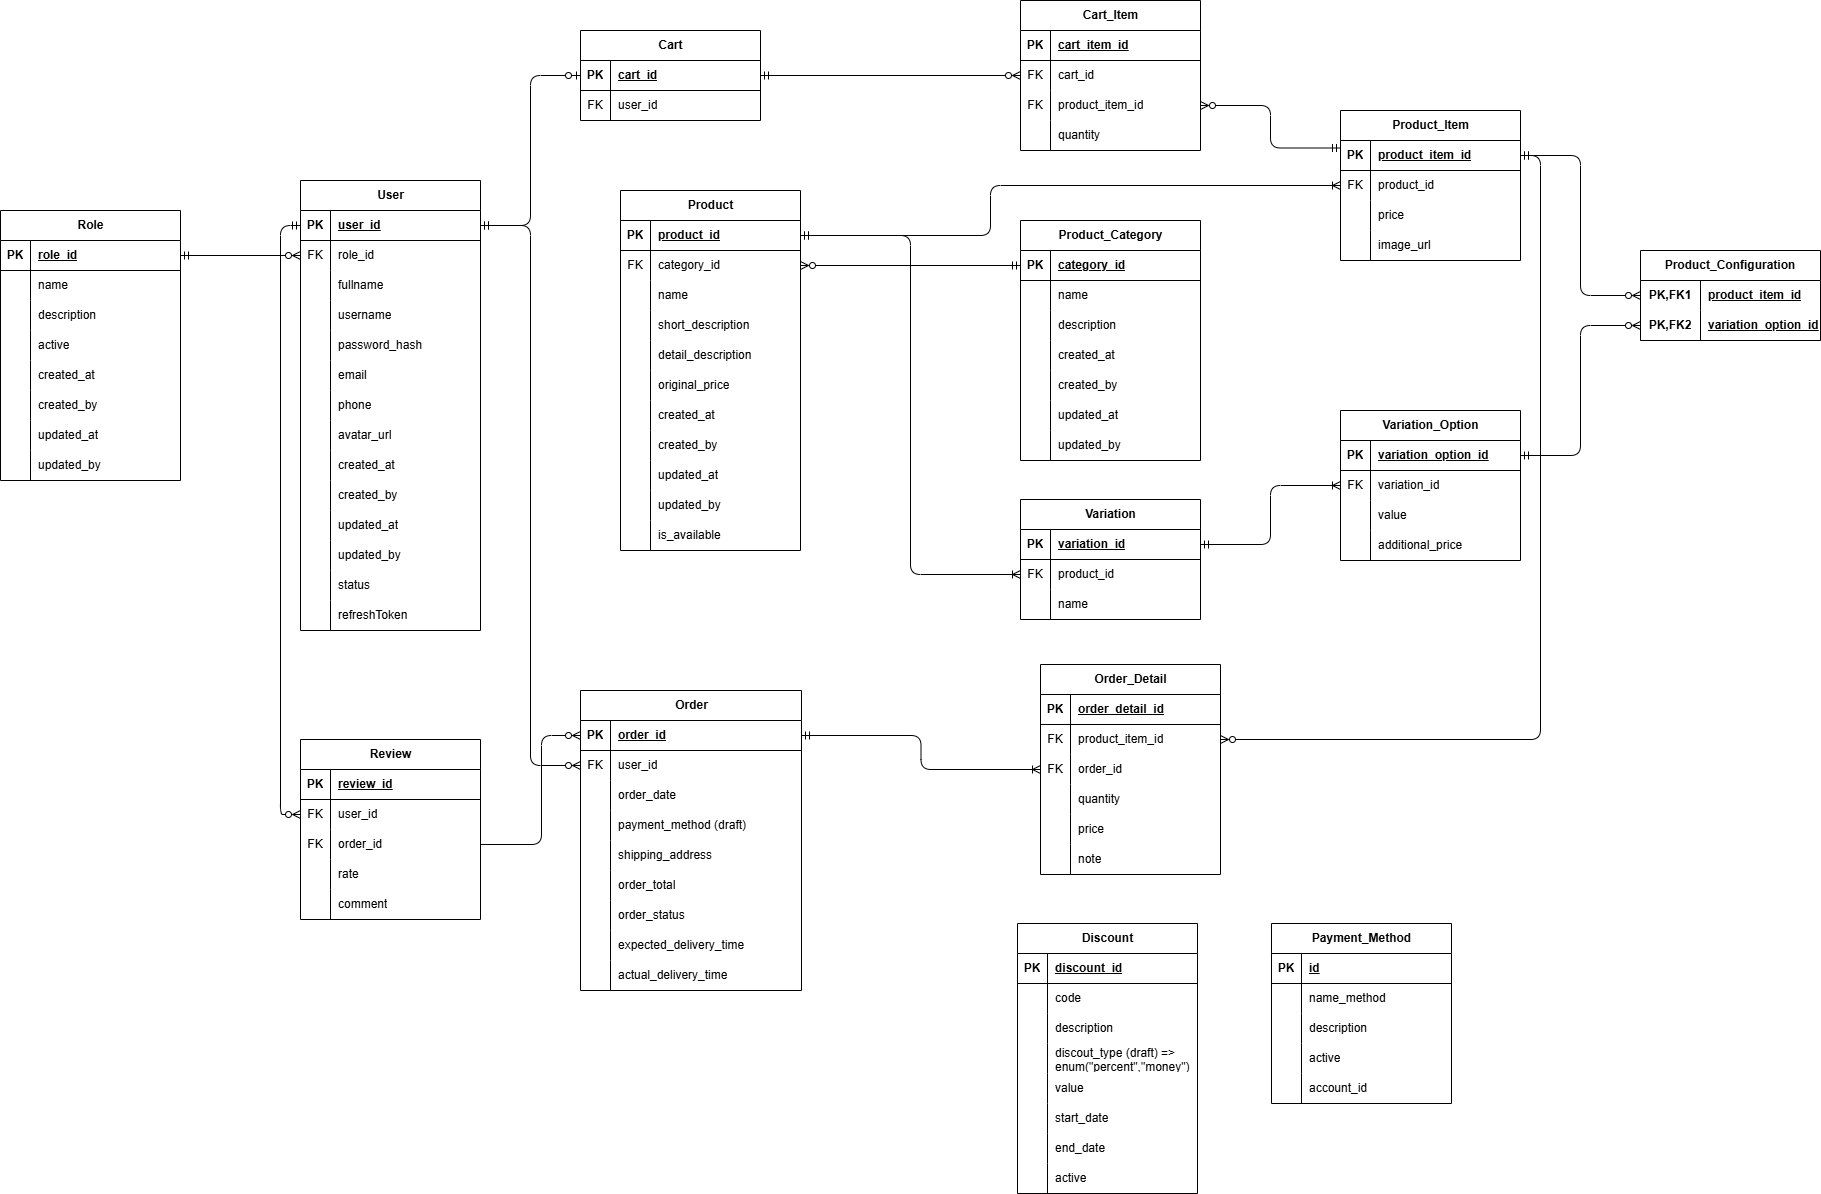 Cart_Item
PK cart_item_id
FK cart_id
FK product_item_id
quantity
Cart
PK cart_id
FK user_id
Product_Item
PK product_item_id
FK product_id
price
image_url
User
PK user_id
FK role_id
fullname
username
password_hash
email
phone
avatar_url
created_at
created_by
updated_at
updated_by
status
refreshToken
Role
PK role_id
name
description
active
created_at
created_by
updated_at
updated_by
Product
PK product_id
FK category_id
name
short_description
detail_description
original_price
created_at
created_by
updated_at
updated_by
is_available
Product_Category
PK category_id
name
description
created_at
created_by
updated_at
updated_by
Product_Configuration
PK,FK1 product_item_id
PK,FK2 variation_option_id
Variation_Option
PK variation_option_id
FK variation_id
value
additional_price
Variation
PK variation_id
FK product_id
name
Order_Detail
PK order_detail_id
FK product_item_id
FK order_id
quantity
price
note
Order
PK order_id
FK user_id
order_date
payment_method (draft)
shipping_address
order_total
order_status
expected_delivery_time
actual_delivery_time
Review
PK review_id
FK user_id
FK order_id
rate
comment
Discount
PK discount_id
code
description
discout_type (draft) =>
enum("percent","money")
value
start_date
end_date
active
Payment_Method
PK id
name_method
description
active
account_id